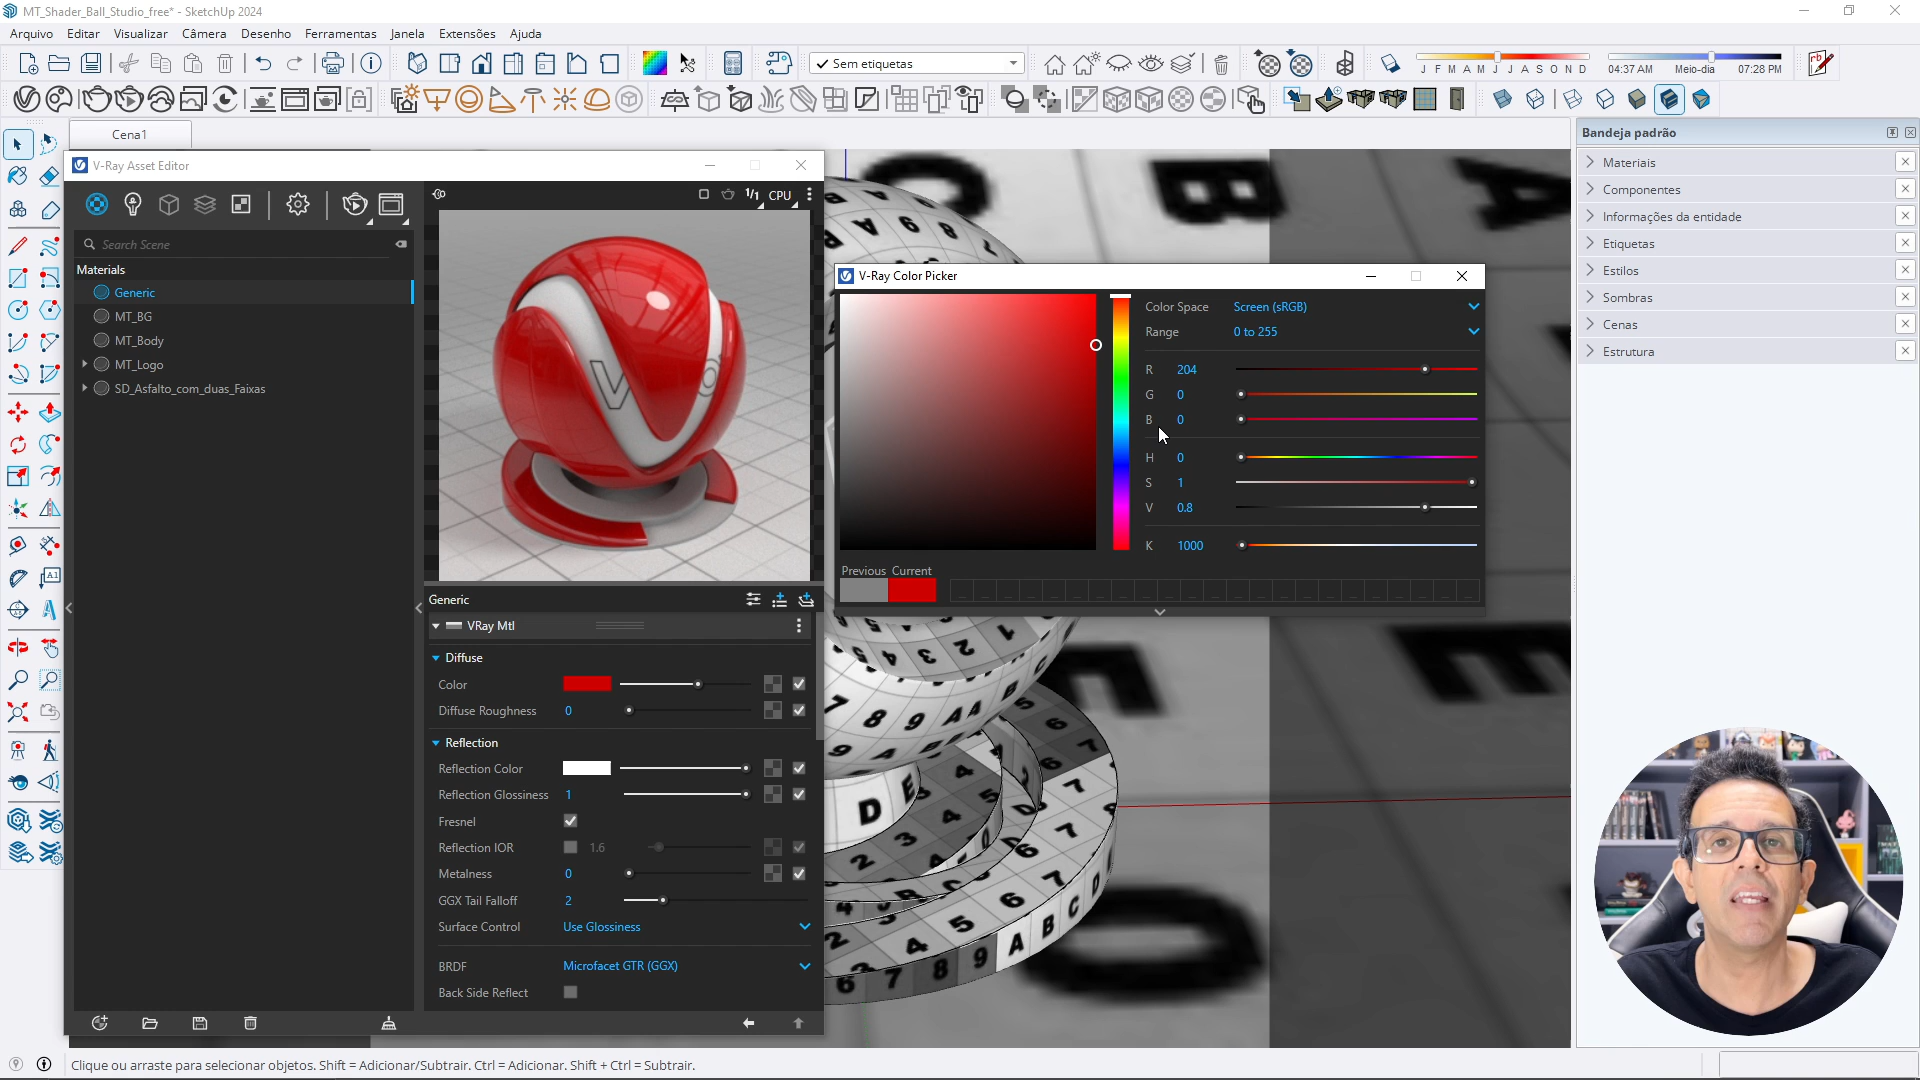 MT_Shader_Ball_Studio_free* - SketchUp 2024
Arquivo Editar Visualizar Câmera Desenho Ferramentas Janela Extensões Ajuda
Sem etiquetas
J F M A M J J A S O N D
04:37 AM Meio-dia 07:28 PM
Cena1
V-Ray Asset Editor
1/1 CPU
Search Scene
Materials
Generic
MT_BG
MT_Body
MT_Logo
SD_Asfalto_com_duas_Faixas
Generic
VRay Mtl
Diffuse
Color
Diffuse Roughness 0
Reflection
Reflection Color
Reflection Glossiness 1
Fresnel
Reflection IOR 1.6
Metalness 0
GGX Tail Falloff 2
Surface Control Use Glossiness
BRDF Microfacet GTR (GGX)
Back Side Reflect
V-Ray Color Picker
Color Space Screen (sRGB)
Range 0 to 255
R 204
G 0
B 0
H 0
S 1
V 0.8
K 1000
Previous Current
Bandeja padrão
Materiais
Componentes
Informações da entidade
Etiquetas
Estilos
Sombras
Cenas
Estrutura
Clique ou arraste para selecionar objetos. Shift = Adicionar/Subtrair. Ctrl = Adicionar. Shift + Ctrl = Subtrair.